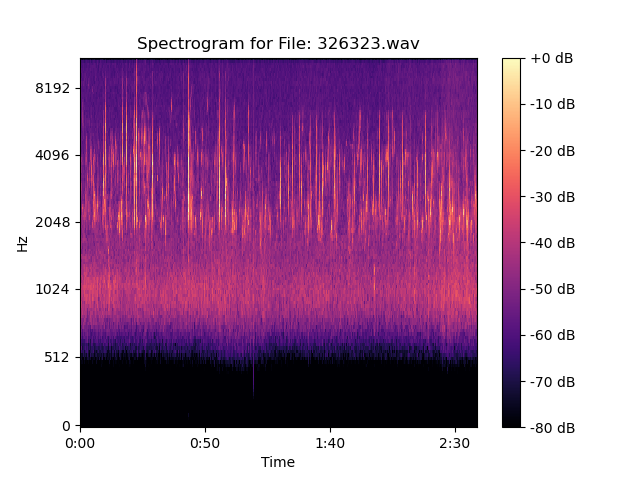 Spectrogram for File: 326323.wav
+0 dB
8192
-10 dB
4096
-20 dB
-30 dB
2048
Hz
-40 dB
1024
-50 dB
-60 dB
512
-70 dB
0
-80 dB
0:00
0:50
1:40
2:30
Time